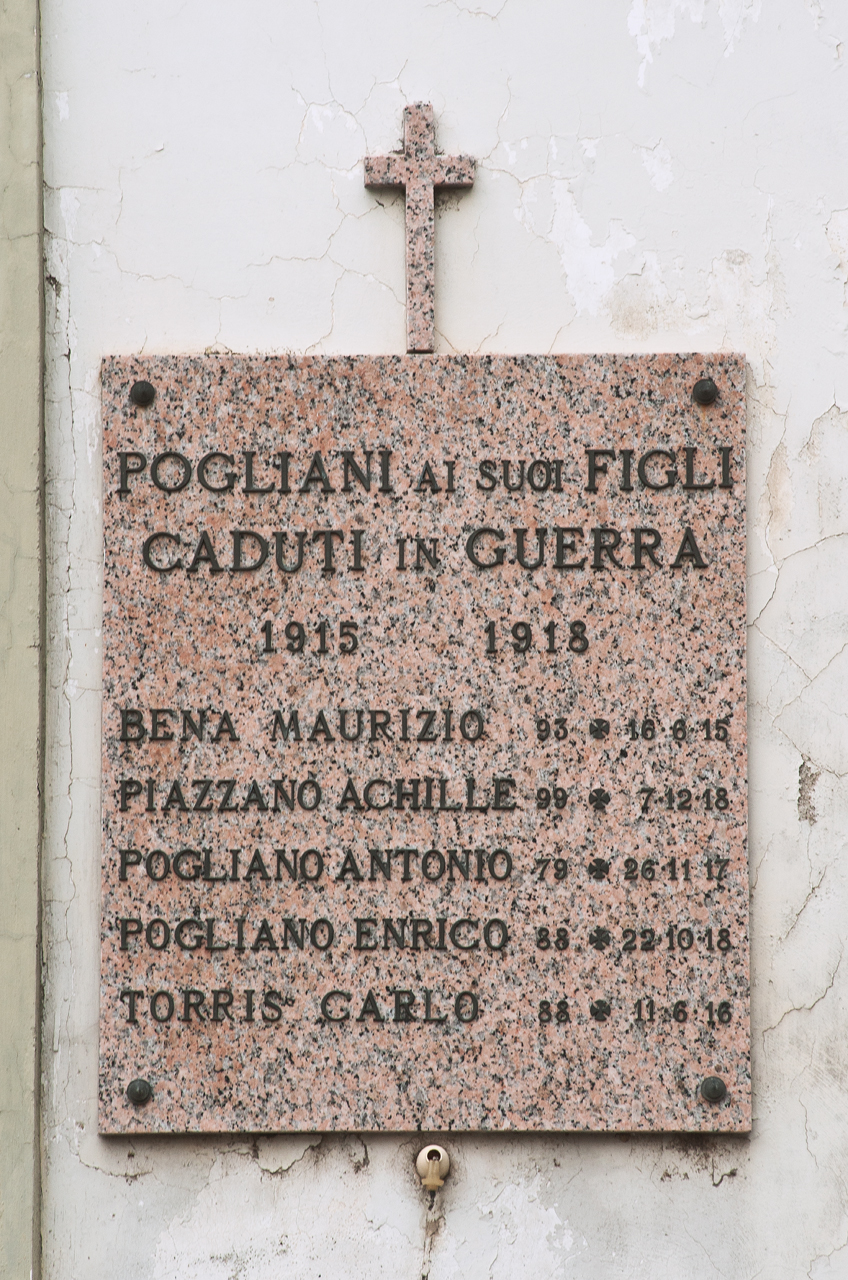 POGLIANI AI SUOI FIGLI
CADUTI IN GUERRA
1915 1918
BENA MAURIZIO 93 ✠ 16·6·15
PIAZZANO ACHILLE 99 ✠ 7·12·18
POGLIANO ANTONIO 79 ✠ 26·11·17
POGLIANO ENRICO 88 ✠ 22·10·18
TORRIS CARLO 88 ✠ 11·6·16